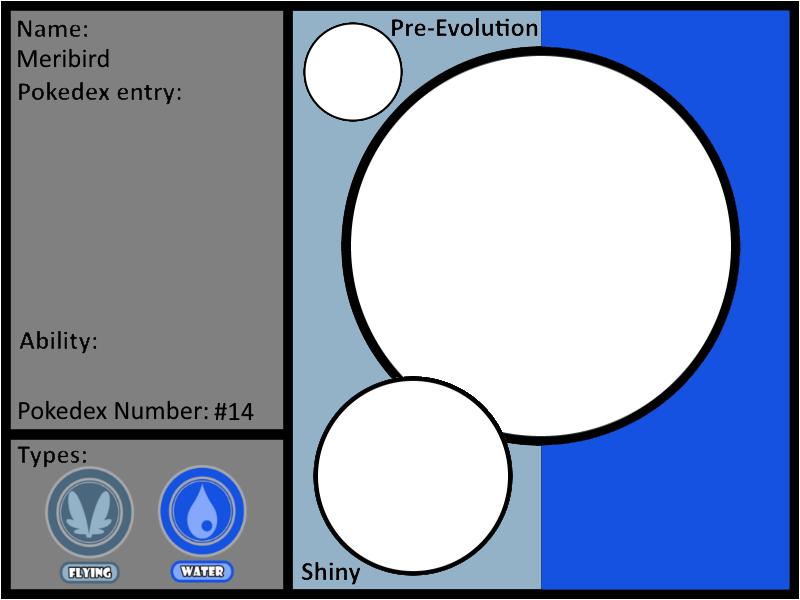 Name:
Meribird
Pokedex entry:
Ability:
Pokedex Number: #14
Types:
FLYING
WATER
Pre-Evolution
Shiny